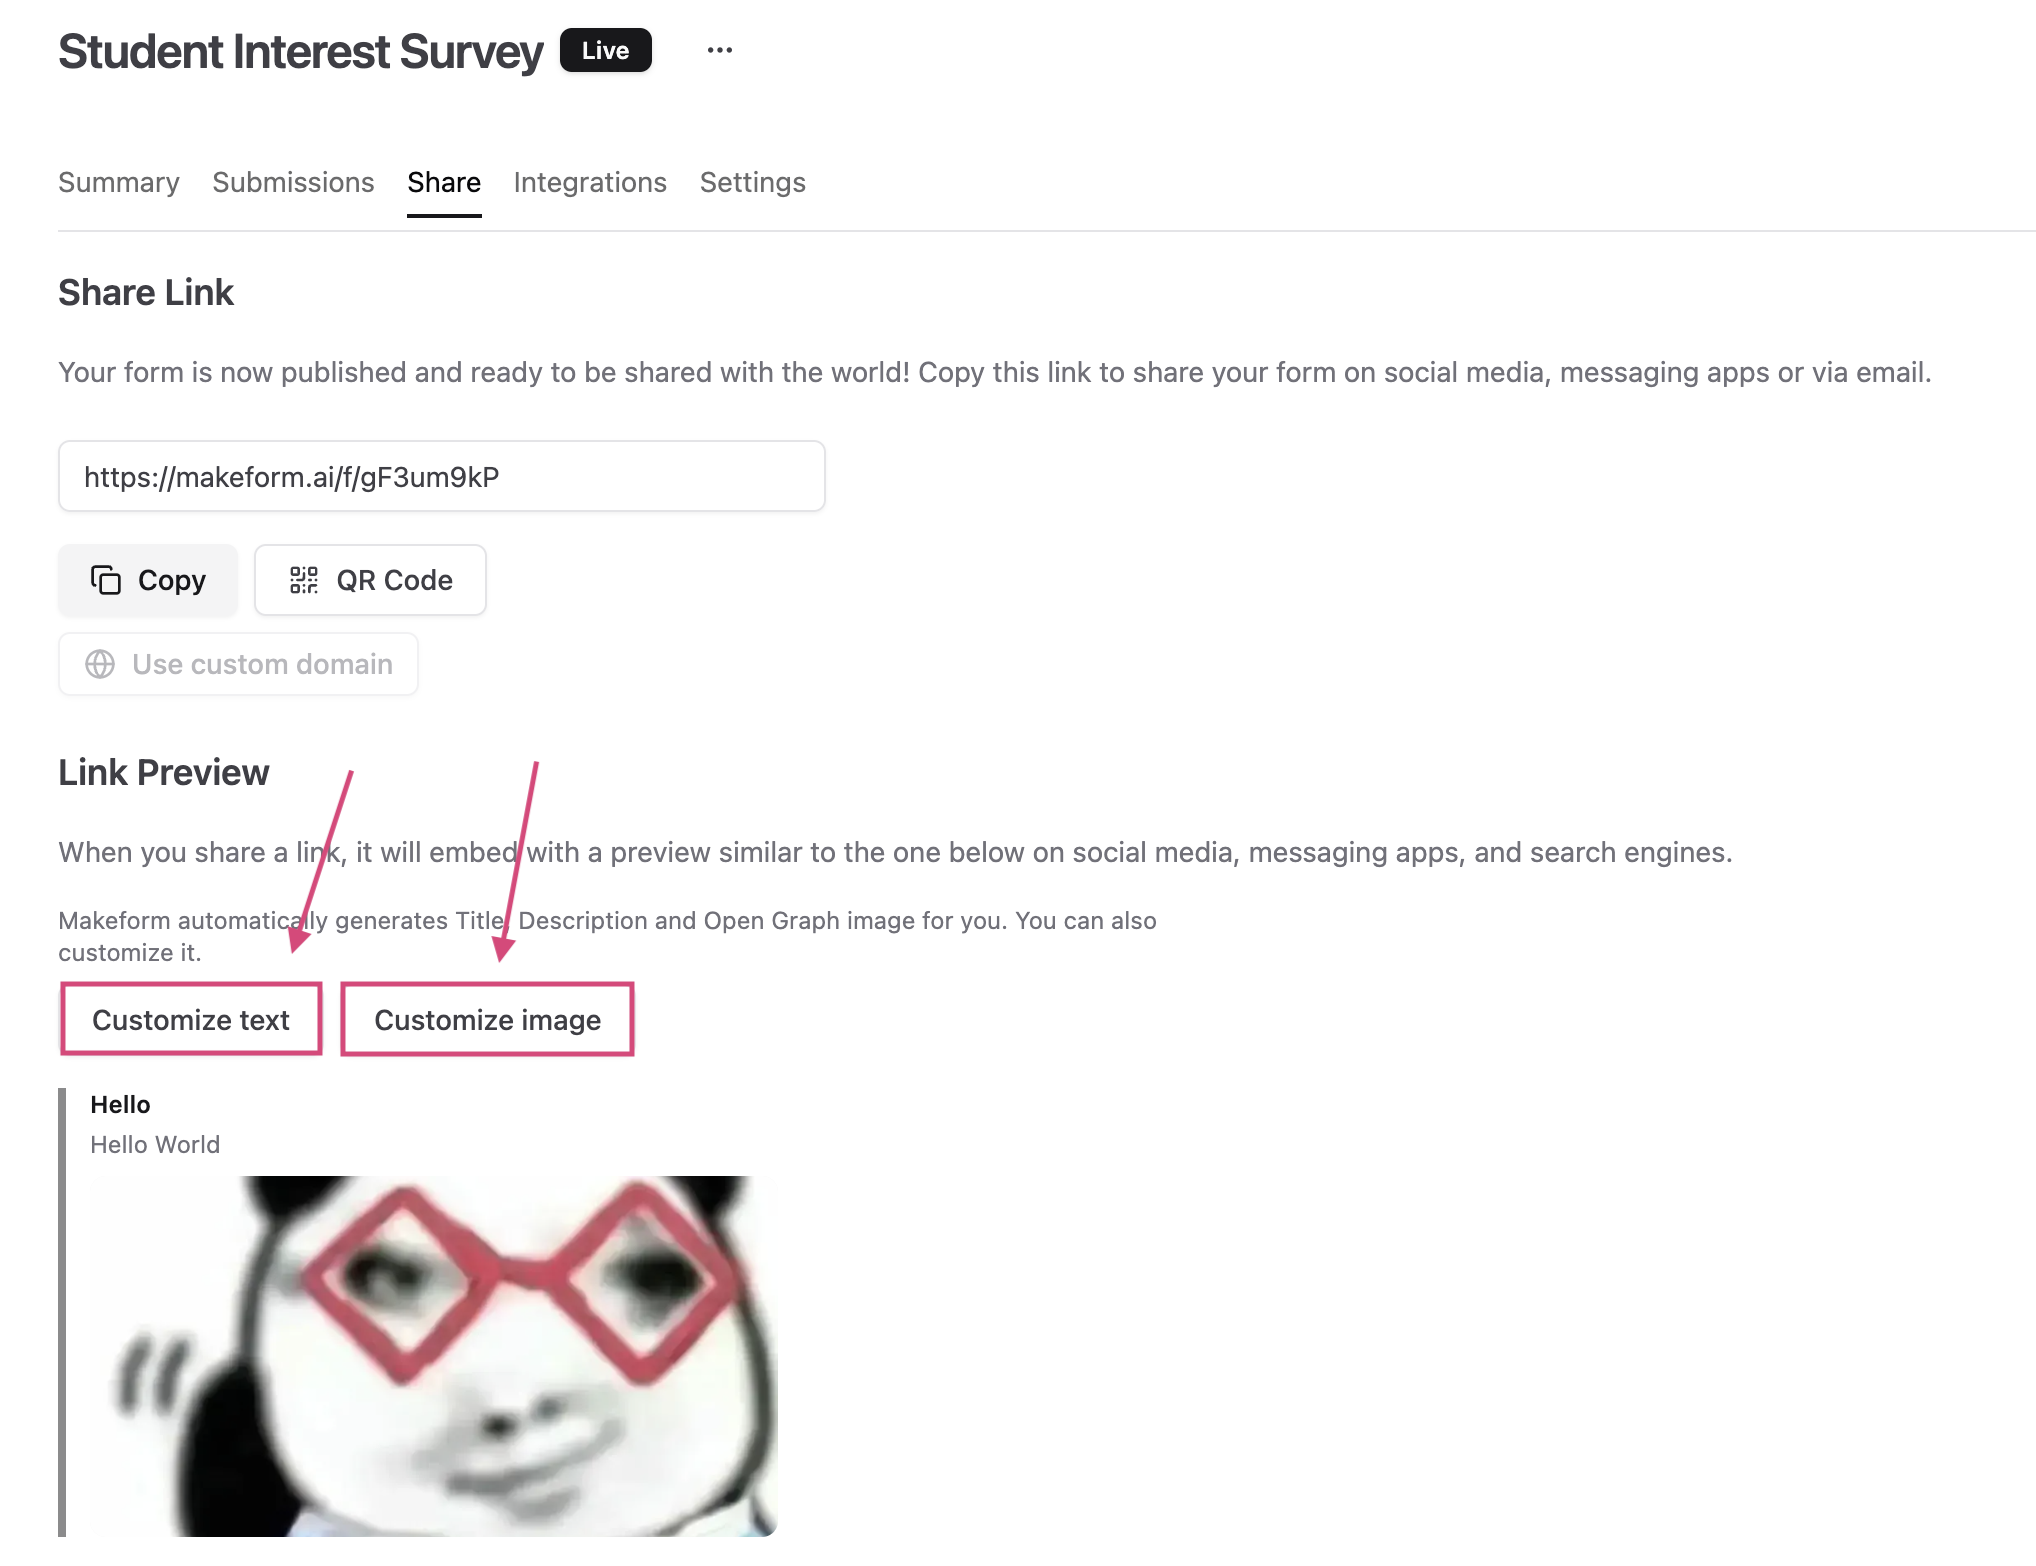 Student Interest Survey Live ...
Summary Submissions Share Integrations Settings
Share Link
Your form is now published and ready to be shared with the world! Copy this link to share your form on social media, messaging apps or via email.
https://makeform.ai/f/gF3um9kP
Copy QR Code
Use custom domain
Link Preview
When you share a link, it will embed with a preview similar to the one below on social media, messaging apps, and search engines.
Makeform automatically generates Title, Description and Open Graph image for you. You can also
customize it.
Customize text Customize image
Hello
Hello World